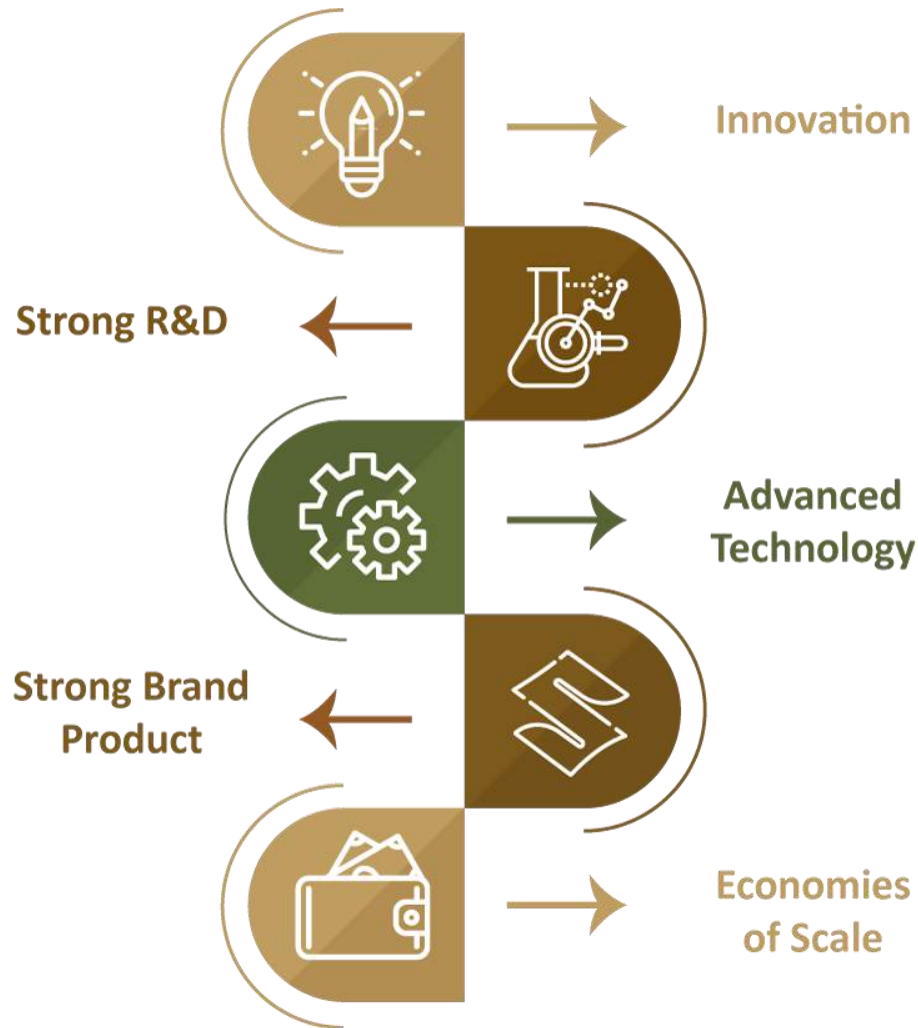 Innovation
Strong R&D
Advanced
Technology
Strong Brand
Product
Economies
of Scale